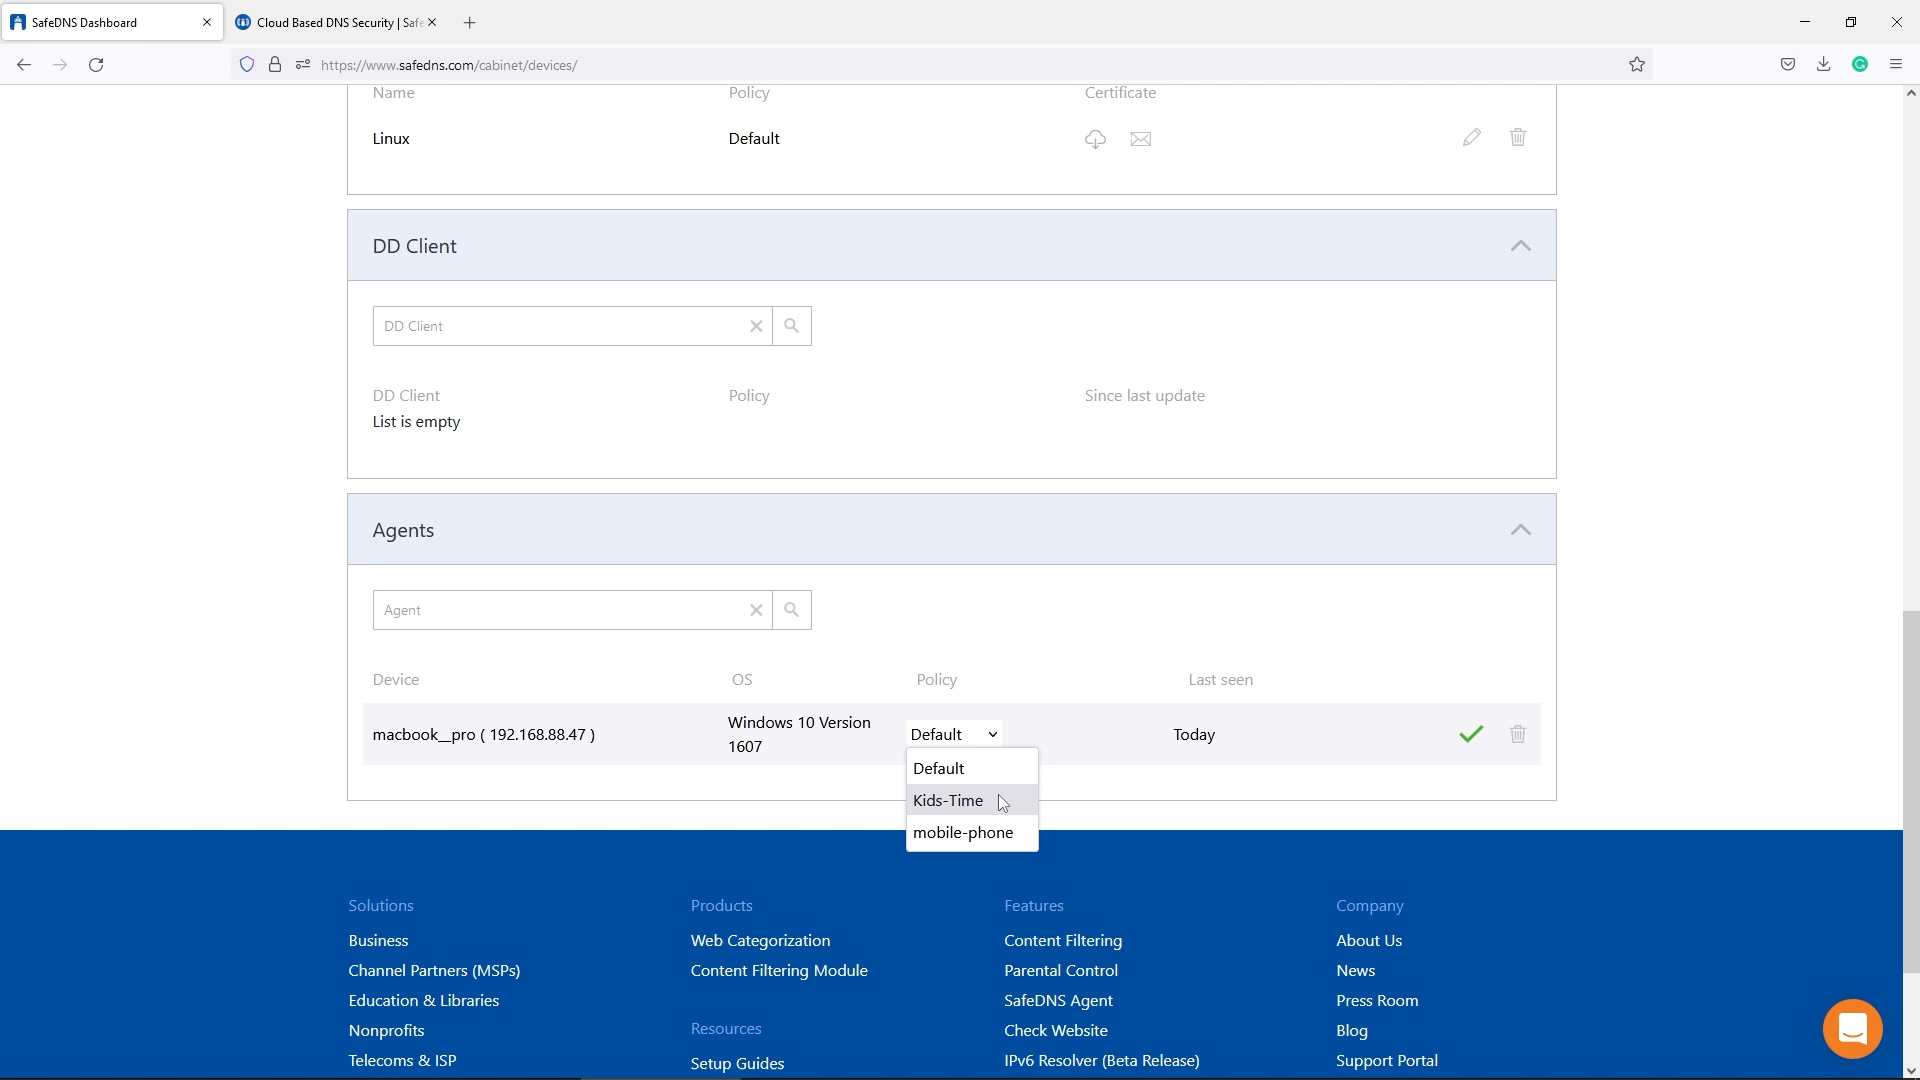 SafeDNS Dashboard
Cloud Based DNS Security | Safe
https://www.safedns.com/cabinet/devices/
Name Policy Certificate
Linux Default
DD Client
DD Client
DD Client Policy Since last update
List is empty
Agents
Agent
Device OS Policy Last seen
macbook__pro ( 192.168.88.47 ) Windows 10 Version 1607 Default Today
Default
Kids-Time
mobile-phone
Solutions
Business
Channel Partners (MSPs)
Education & Libraries
Nonprofits
Telecoms & ISP
Products
Web Categorization
Content Filtering Module
Resources
Setup Guides
Features
Content Filtering
Parental Control
SafeDNS Agent
Check Website
IPv6 Resolver (Beta Release)
Company
About Us
News
Press Room
Blog
Support Portal